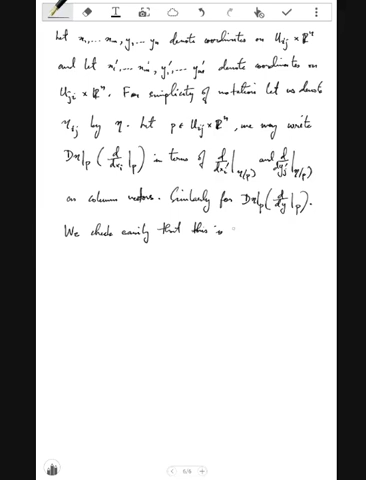 Let x₁,... xₙ, y₁... yₙ denote coordinates on Uij × ℝⁿ
and let x₁',... xₙ', y₁',... yₙ' denote coordinates on
Uji × ℝⁿ. For simplicity of notation let us denote
ηij by η. Let p ∈ Uij × ℝⁿ, we may write
Dη|p (d/dxi |p) in terms of d/dxi' |η(p) and d/dyj' |η(p)
as column vectors. Similarly for Dη|p (d/dy |p).
We check easily that this is
6/6